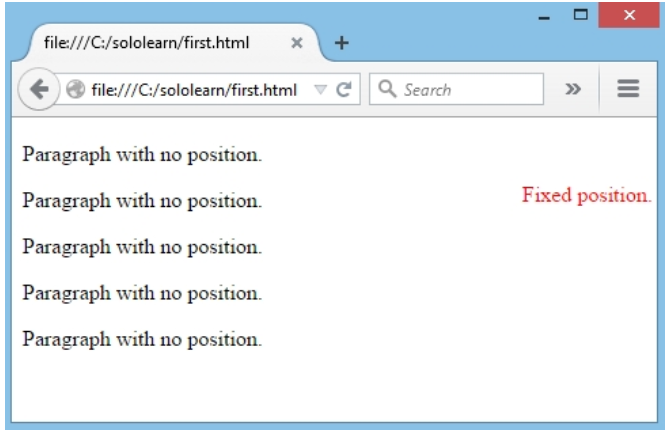 file:///C:/sololearn/first.html
file:///C:/sololearn/first.html Search
Paragraph with no position.
Paragraph with no position. Fixed position.
Paragraph with no position.
Paragraph with no position.
Paragraph with no position.